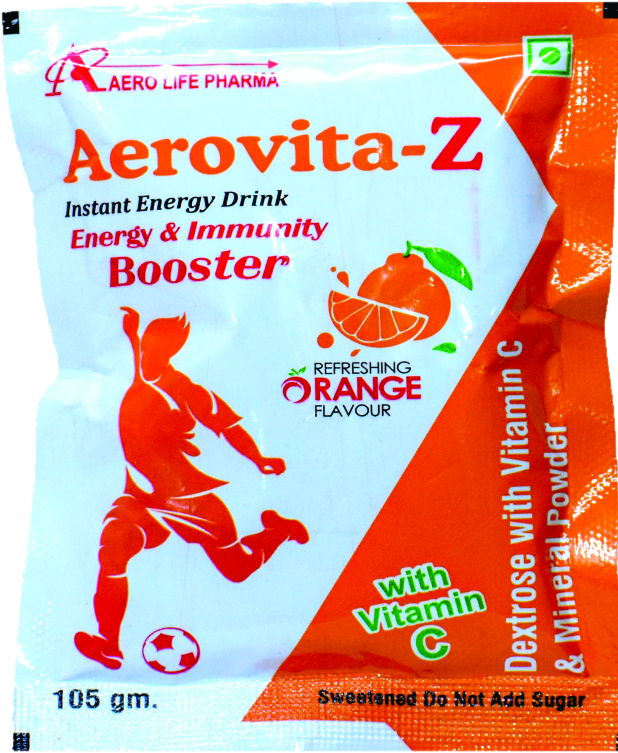 AERO LIFE PHARMA
Aerovita-Z
Instant Energy Drink
Energy & Immunity
Booster
REFRESHING
ORANGE
FLAVOUR
Dextrose with Vitamin C
& Mineral Powder
with
Vitamin
C
105 gm.
Sweetened Do Not Add Sugar